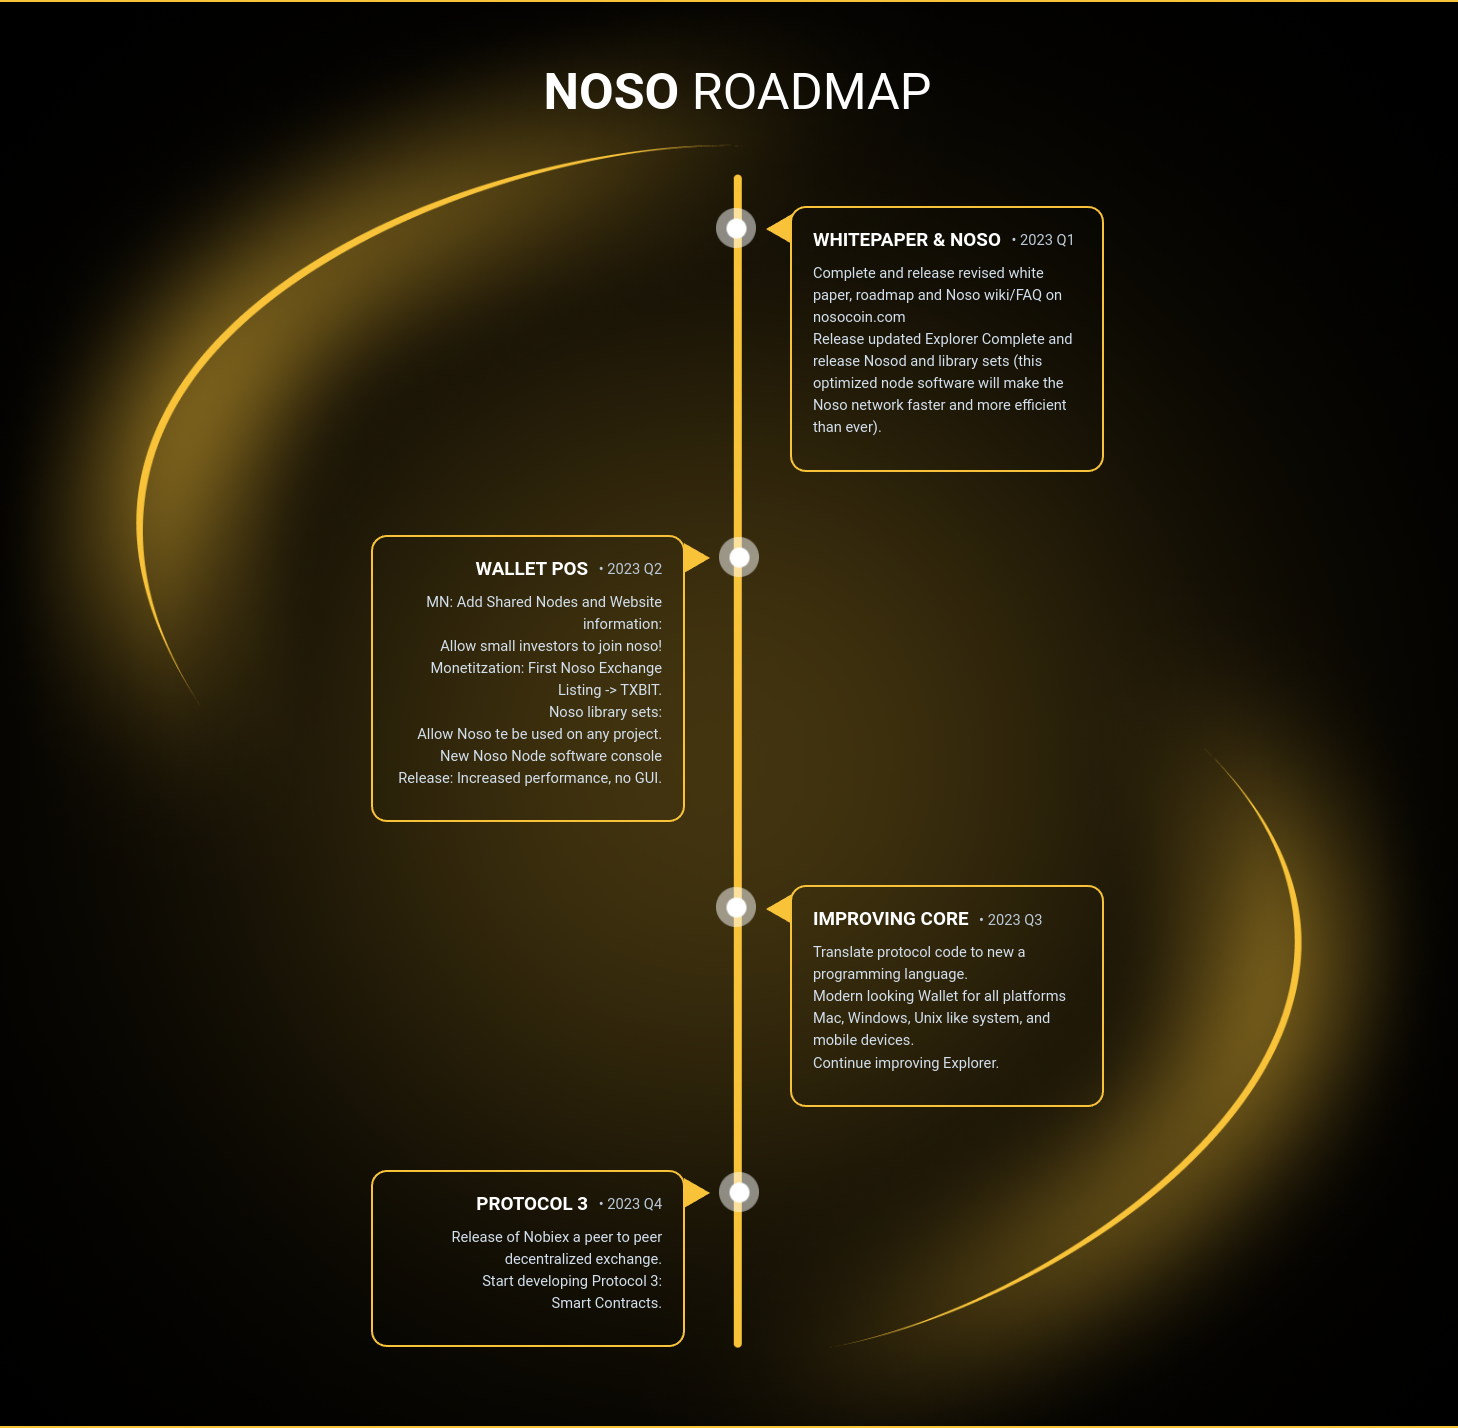 NOSO ROADMAP
WHITEPAPER & NOSO • 2023 Q1
Complete and release revised white
paper, roadmap and Noso wiki/FAQ on
nosocoin.com
Release updated Explorer Complete and
release Nosod and library sets (this
optimized node software will make the
Noso network faster and more efficient
than ever).
WALLET POS • 2023 Q2
MN: Add Shared Nodes and Website
information:
Allow small investors to join noso!
Monetitzation: First Noso Exchange
Listing -> TXBIT.
Noso library sets:
Allow Noso te be used on any project.
New Noso Node software console
Release: Increased performance, no GUI.
IMPROVING CORE • 2023 Q3
Translate protocol code to new a
programming language.
Modern looking Wallet for all platforms
Mac, Windows, Unix like system, and
mobile devices.
Continue improving Explorer.
PROTOCOL 3 • 2023 Q4
Release of Nobiex a peer to peer
decentralized exchange.
Start developing Protocol 3:
Smart Contracts.